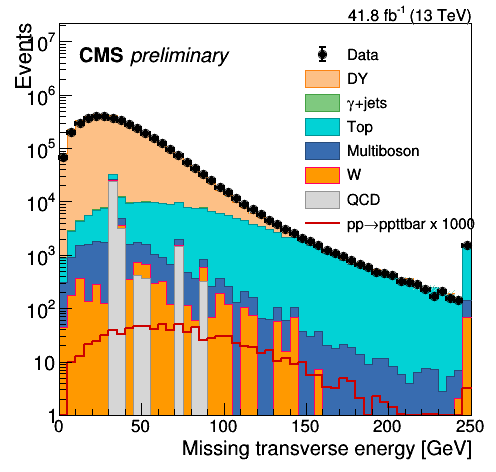 41.8 fb⁻¹ (13 TeV)
Events
CMS preliminary
Data
DY
γ+jets
Top
Multiboson
W
QCD
pp→ppttbar x 1000
10⁷
10⁶
10⁵
10⁴
10³
10²
10
1
0 50 100 150 200 250
Missing transverse energy [GeV]